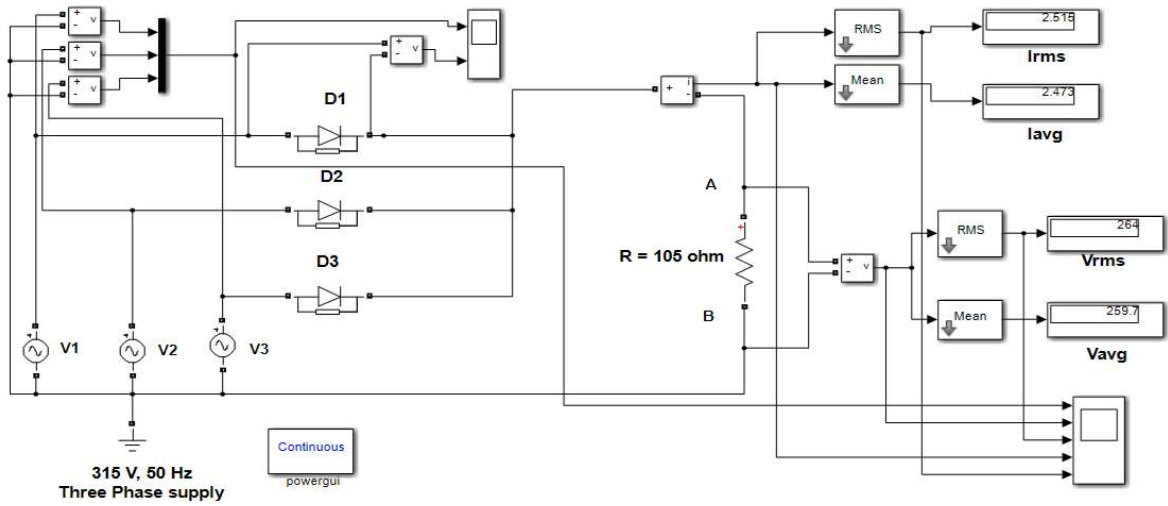 +
-
v
+
-
v
+
-
v
+
-
v
D1
D2
D3
V1
V2
V3
315 V, 50 Hz
Three Phase supply
Continuous
powergui
+
i
-
A
+
R = 105 ohm
B
+
-
v
RMS
2.515
Irms
Mean
2.473
Iavg
RMS
264
Vrms
Mean
259.7
Vavg